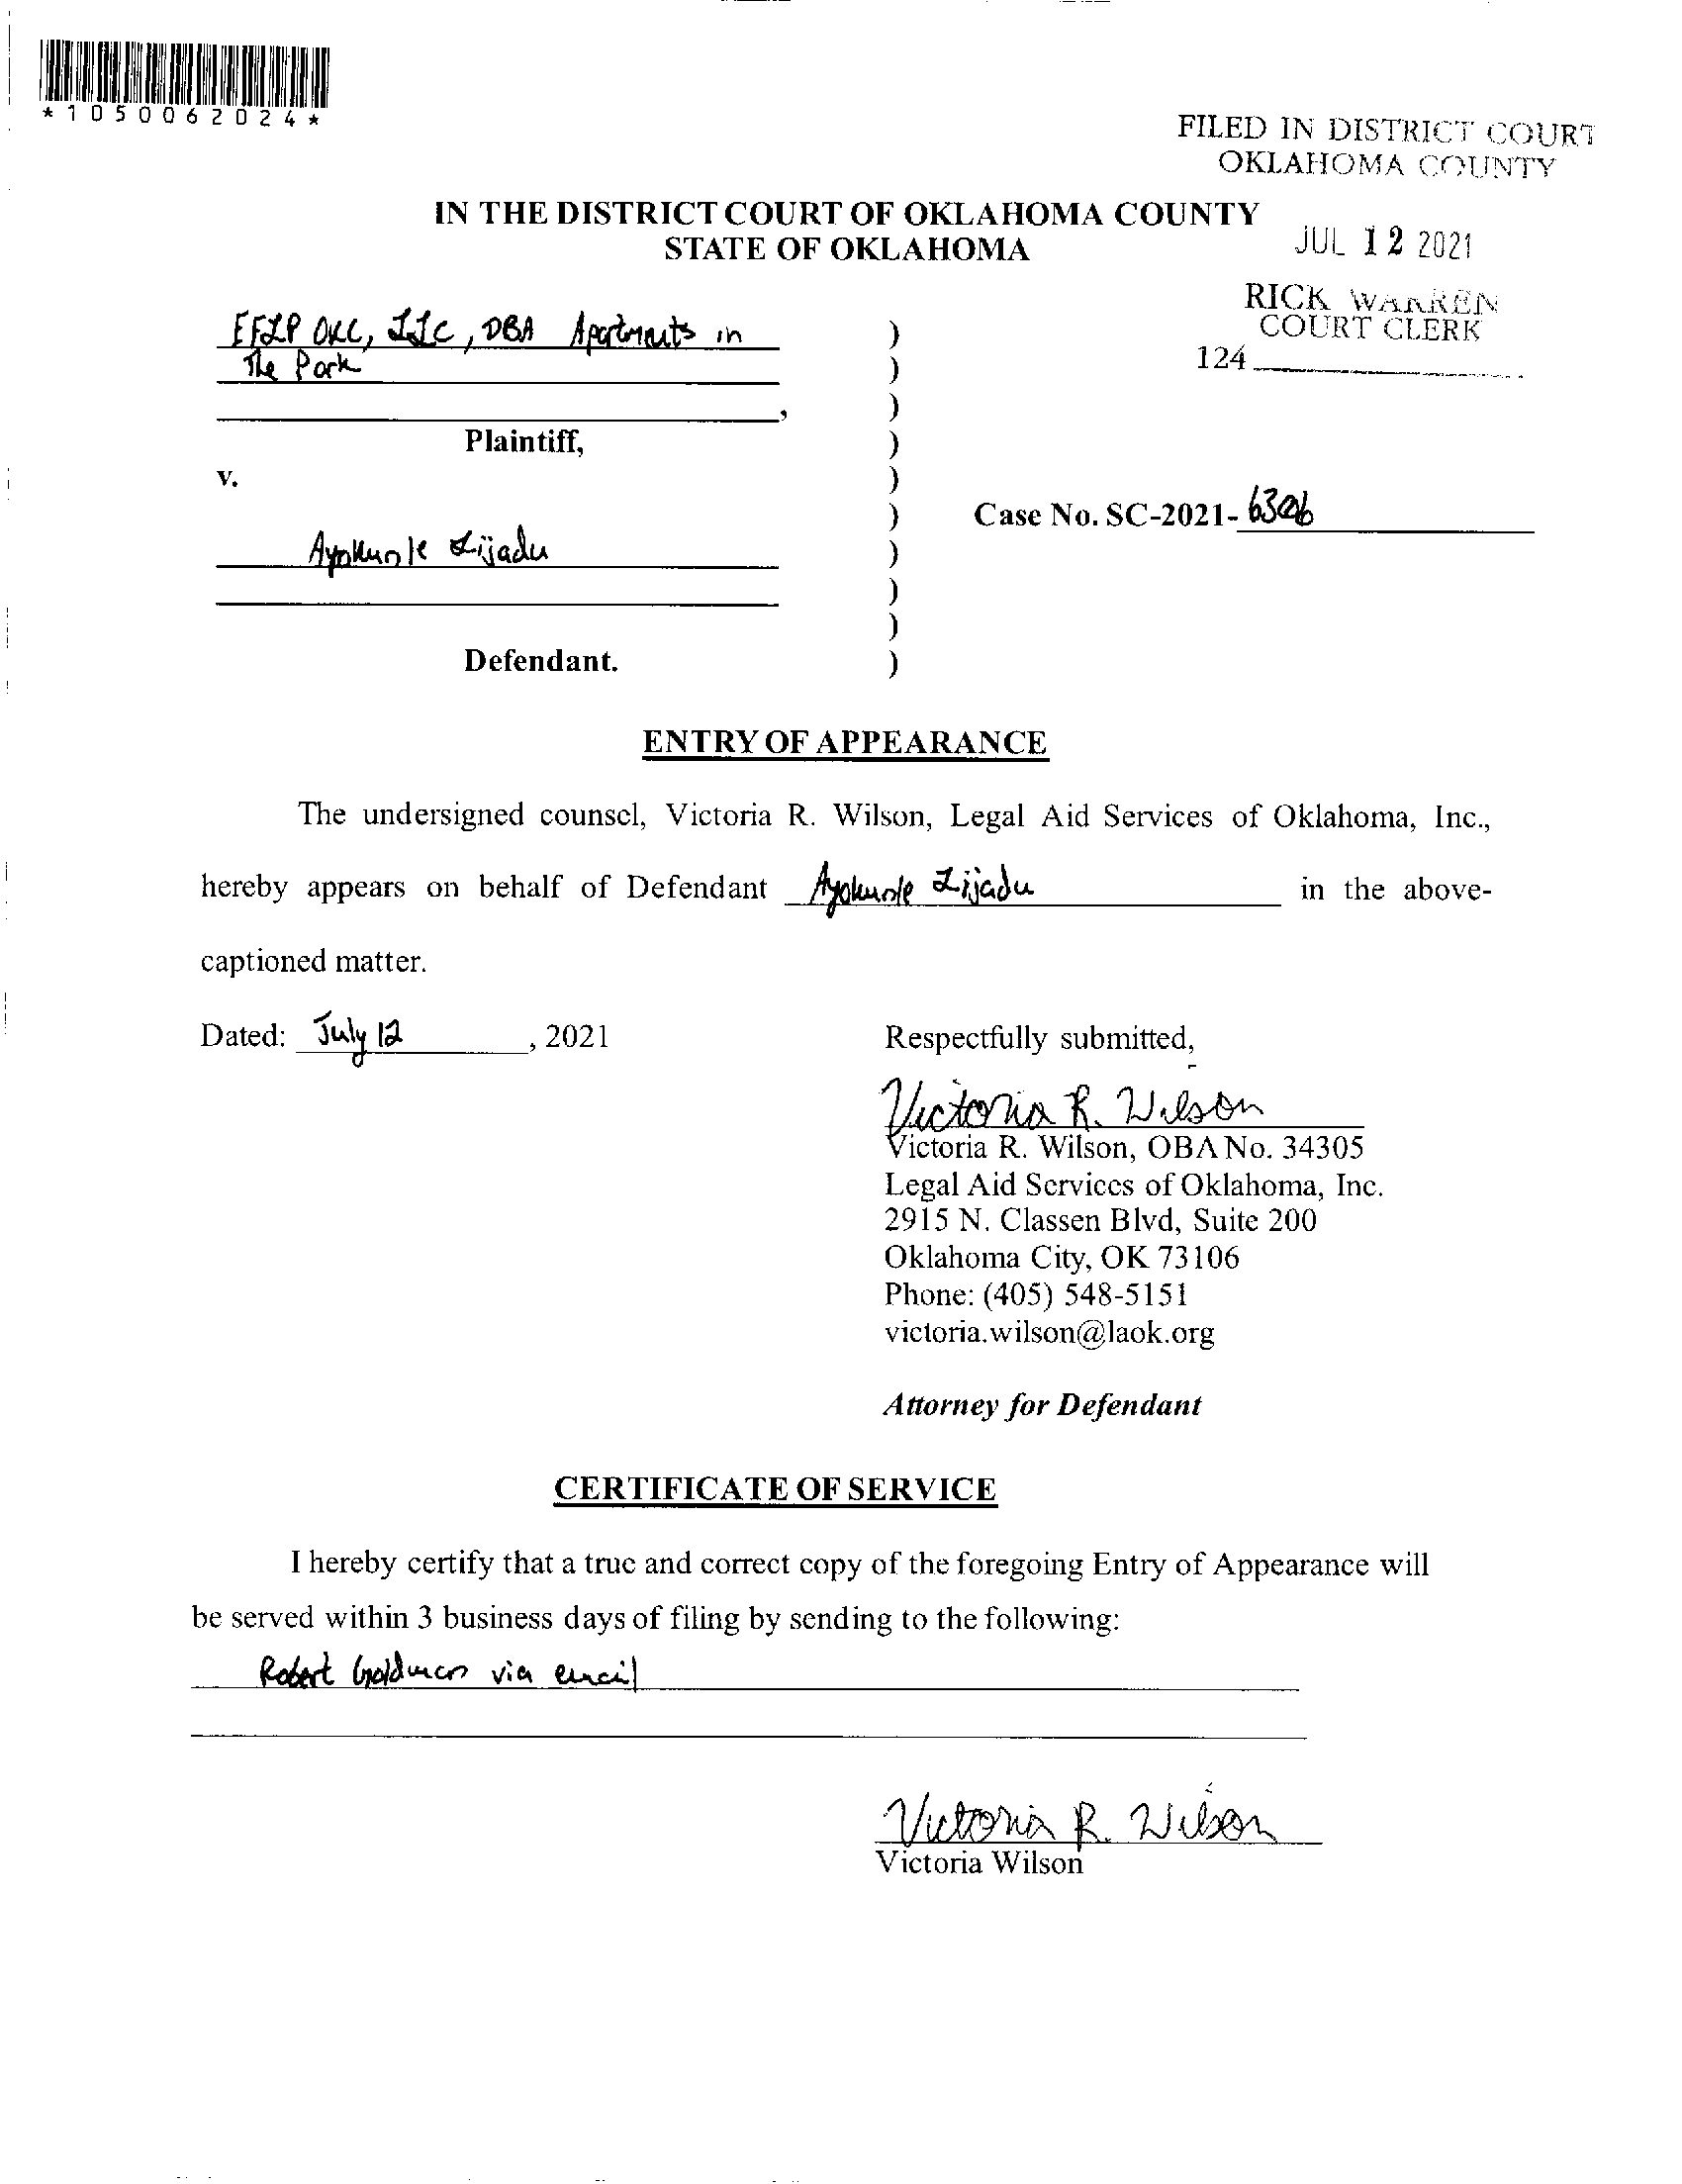 *1050062024*
FILED IN DISTRICT COURT
OKLAHOMA COUNTY
IN THE DISTRICT COURT OF OKLAHOMA COUNTY
STATE OF OKLAHOMA
JUL 12 2021
RICK WARREN
COURT CLERK
124
EFLP OKC, LLC, DBA Apartments in
The Park
,
Plaintiff,
v.
Case No. SC-2021-
Ayokunle Lijadu
Defendant.
)
)
)
)
)
)
)
)
)
)
ENTRY OF APPEARANCE
The undersigned counsel, Victoria R. Wilson, Legal Aid Services of Oklahoma, Inc.,
hereby appears on behalf of Defendant Ayokunle Lijadu in the above-
captioned matter.
Dated: July 12, 2021
Respectfully submitted,
Victoria R. Wilson
Victoria R. Wilson, OBA No. 34305
Legal Aid Services of Oklahoma, Inc.
2915 N. Classen Blvd, Suite 200
Oklahoma City, OK 73106
Phone: (405) 548-5151
victoria.wilson@laok.org
Attorney for Defendant
CERTIFICATE OF SERVICE
I hereby certify that a true and correct copy of the foregoing Entry of Appearance will
be served within 3 business days of filing by sending to the following:
Robert Goldman via email
Victoria R. Wilson
Victoria Wilson